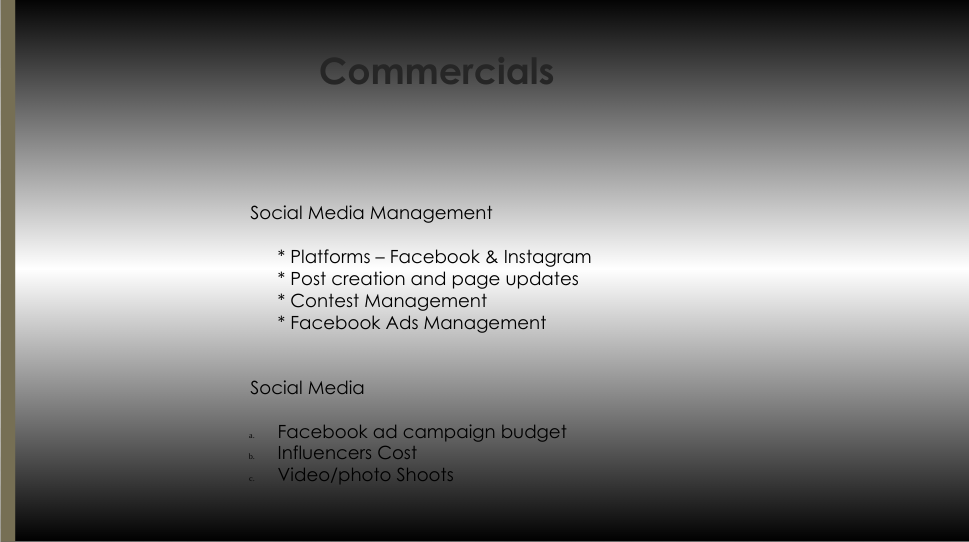 Commercials
Social Media Management
* Platforms – Facebook & Instagram
* Post creation and page updates
* Contest Management
* Facebook Ads Management
Social Media
a. Facebook ad campaign budget
b. Influencers Cost
c. Video/photo Shoots